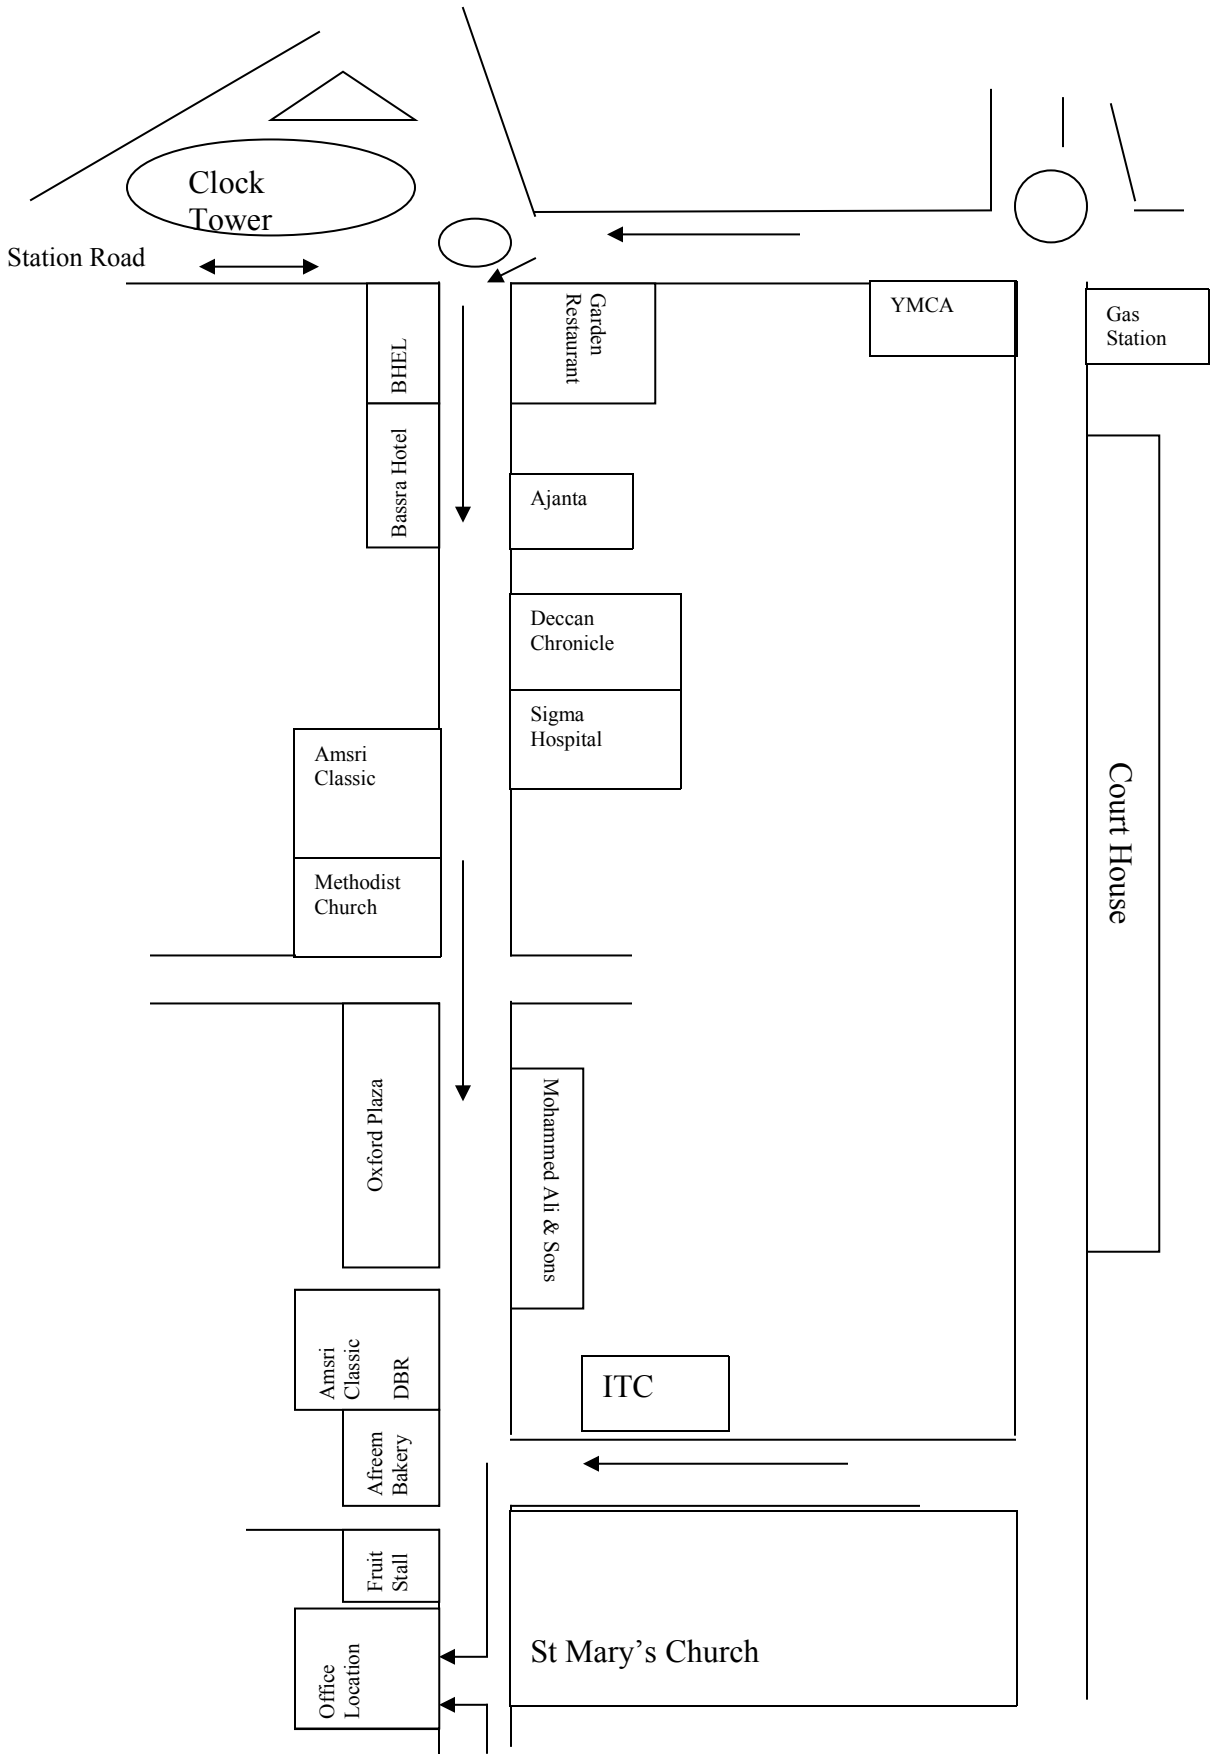 Clock
Tower
Station Road
Garden
Restaurant
YMCA
Gas
Station
BHEL
Bassra Hotel
Ajanta
Deccan
Chronicle
Sigma
Hospital
Amsri
Classic
Court House
Methodist
Church
Oxford Plaza
Mohammed Ali & Sons
Amsri
Classic
DBR
ITC
Afreem
Bakery
Fruit
Stall
Office
Location
St Mary’s Church